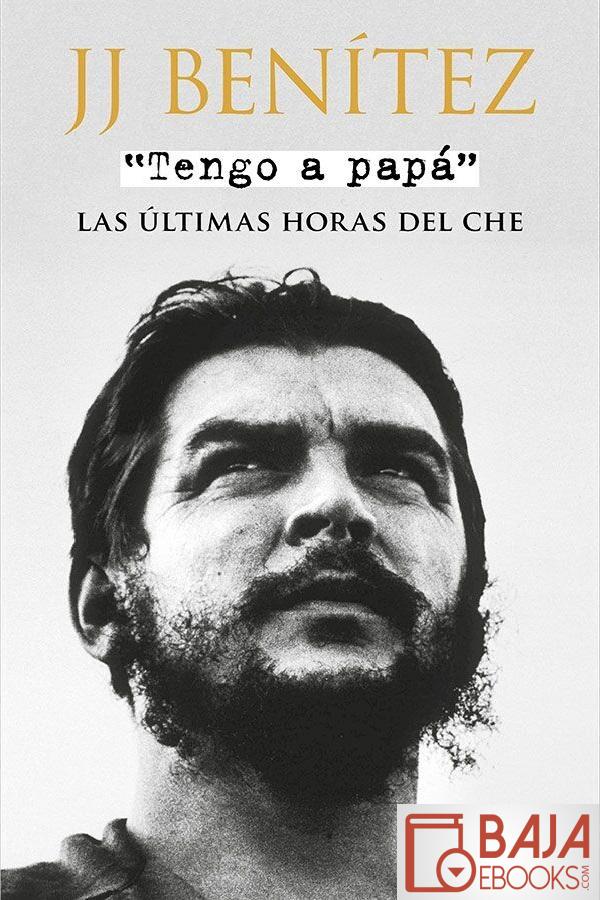 JJ BENÍTEZ
“Tengo a papá”
LAS ÚLTIMAS HORAS DEL CHE
BAJA
EBOOKS.COM